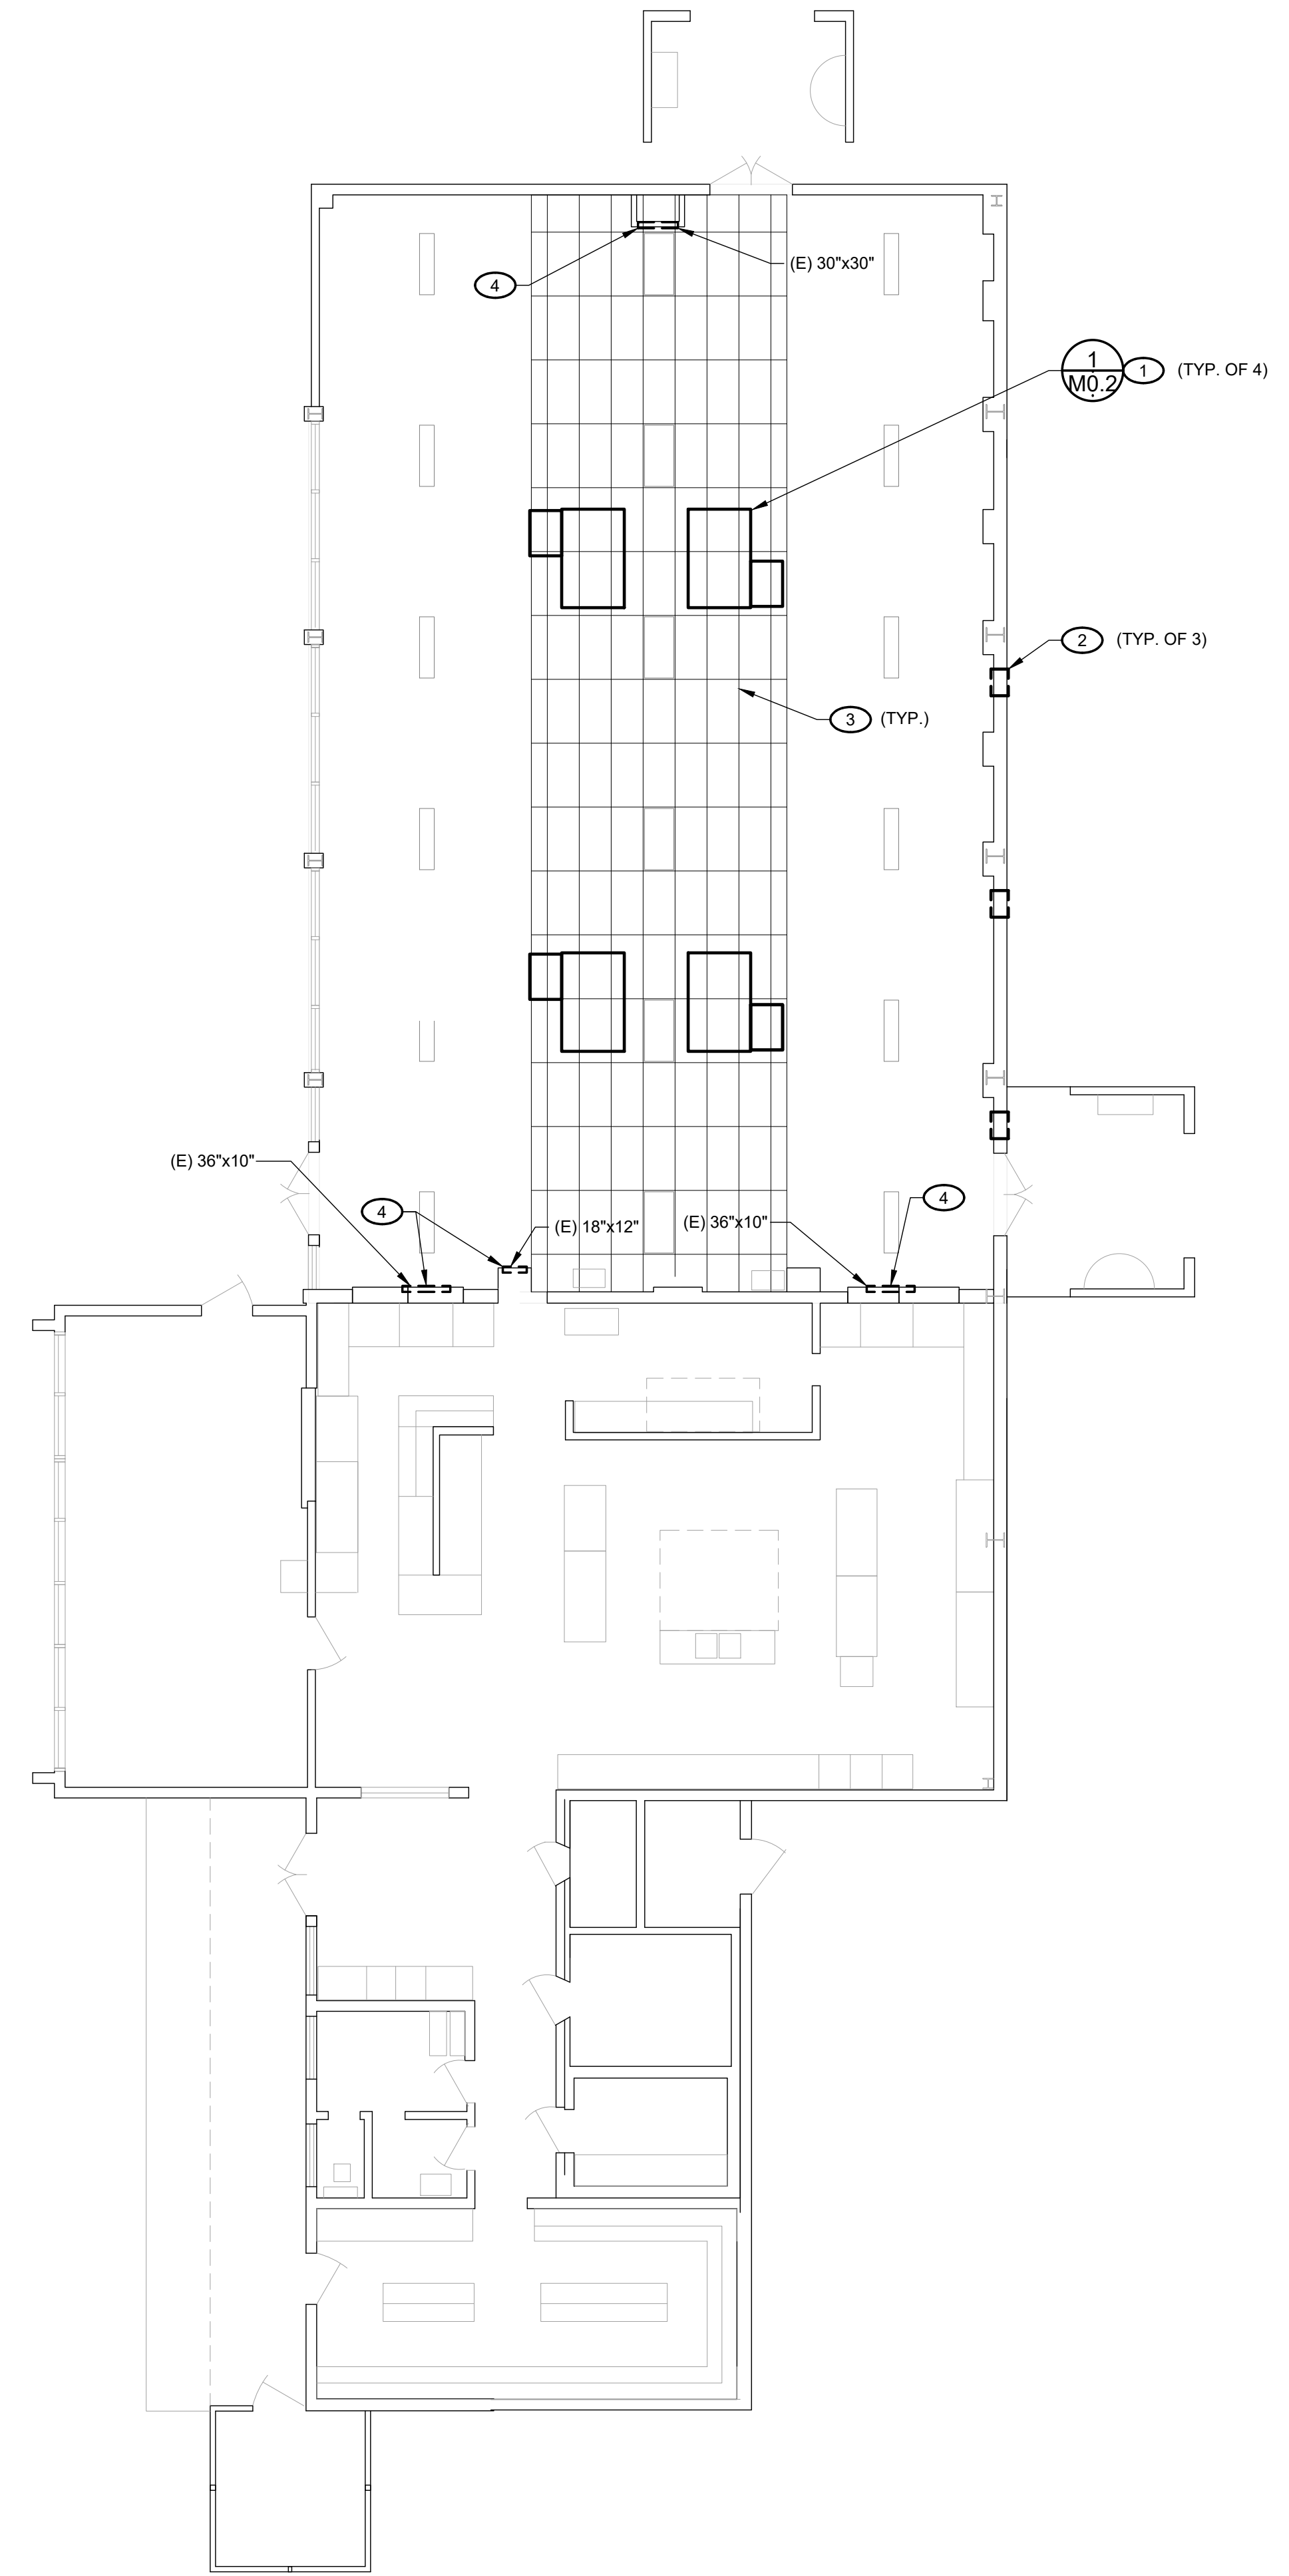 (E) 30"x30"
4
1
M0.2
1
(TYP. OF 4)
2
(TYP. OF 3)
3
(TYP.)
(E) 36"x10"
4
(E) 18"x12"
(E) 36"x10"
4